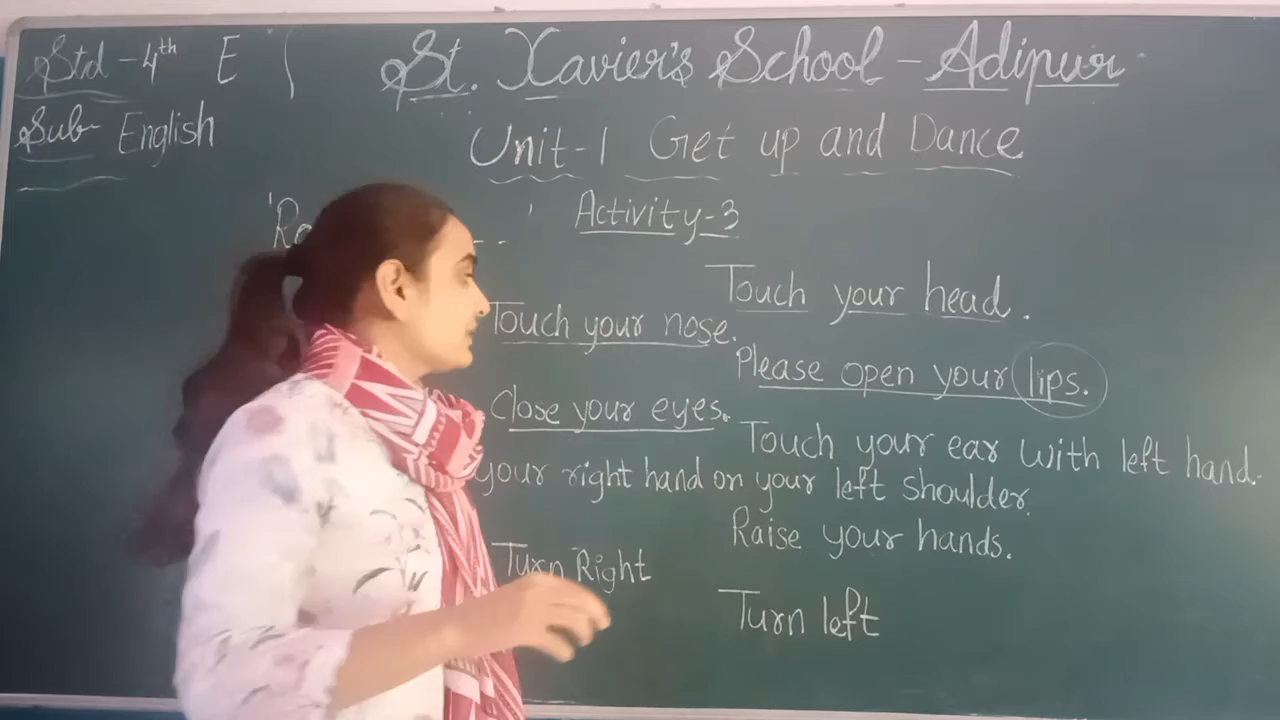 Std - 4th E
St. Xavier's School - Adipur
Sub - English
Unit-1 Get up and Dance
Activity-3
Touch your head.
Touch your nose.
Please open your lips.
Close your eyes.
Touch your ear with left hand.
your right hand on your left shoulder.
Raise your hands.
Turn Right
Turn left